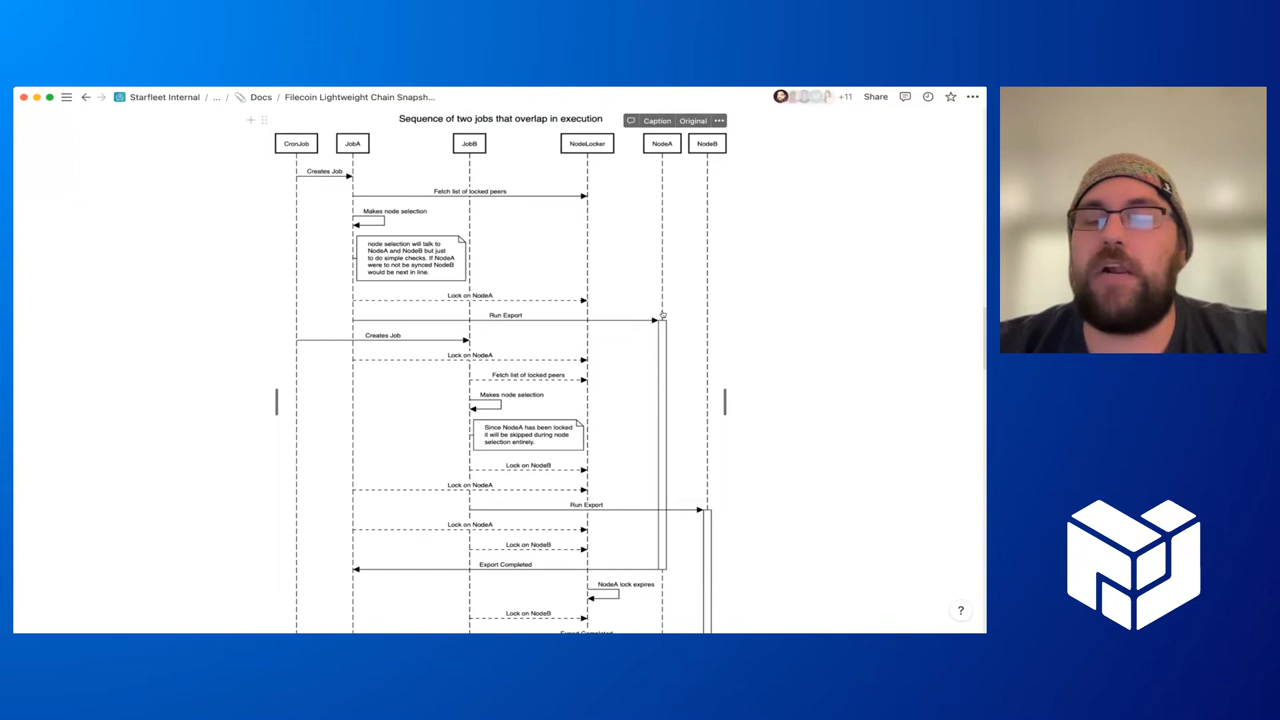 Starfleet Internal / ... / Docs / Filecoin Lightweight Chain Snapsh...
+11 Share
Sequence of two jobs that overlap in execution
Caption Original
CronJob JobA JobB NodeLocker NodeA NodeB
Creates Job
Fetch list of locked peers
Makes node selection
node selection will talk to
NodeA and NodeB but just
to do simple checks. If NodeA
were to not be synced NodeB
would be next in line.
Lock on NodeA
Run Export
Creates Job
Lock on NodeA
Fetch list of locked peers
Makes node selection
Since NodeA has been locked
it will be skipped during node
selection entirely.
Lock on NodeB
Lock on NodeA
Run Export
Lock on NodeA
Lock on NodeB
Export Completed
NodeA lock expires
Lock on NodeB
Export Completed
?